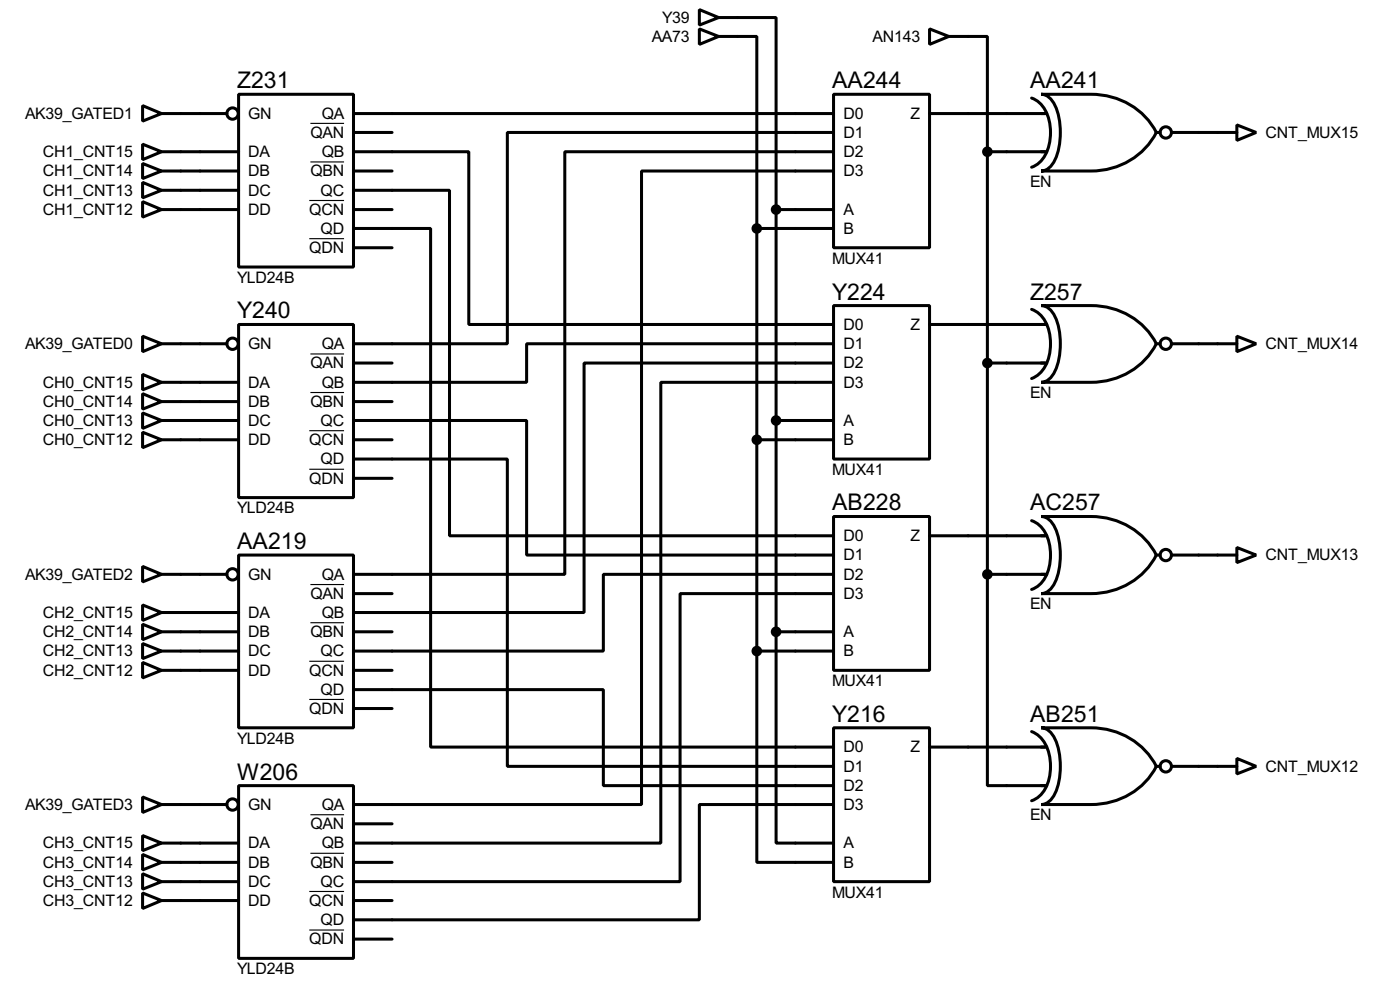 Y39
AA73
AN143
Z231
AK39_GATED1
GN
QA
QAN
CH1_CNT15
DA
QB
CH1_CNT14
DB
QBN
CH1_CNT13
DC
QC
CH1_CNT12
DD
QCN
QD
QDN
YLD24B
Y240
AK39_GATED0
GN
QA
QAN
CH0_CNT15
DA
QB
CH0_CNT14
DB
QBN
CH0_CNT13
DC
QC
CH0_CNT12
DD
QCN
QD
QDN
YLD24B
AA219
AK39_GATED2
GN
QA
QAN
CH2_CNT15
DA
QB
CH2_CNT14
DB
QBN
CH2_CNT13
DC
QC
CH2_CNT12
DD
QCN
QD
QDN
YLD24B
W206
AK39_GATED3
GN
QA
QAN
CH3_CNT15
DA
QB
CH3_CNT14
DB
QBN
CH3_CNT13
DC
QC
CH3_CNT12
DD
QCN
QD
QDN
YLD24B
AA244
D0
Z
D1
D2
D3
A
B
MUX41
Y224
D0
Z
D1
D2
D3
A
B
MUX41
AB228
D0
Z
D1
D2
D3
A
B
MUX41
Y216
D0
Z
D1
D2
D3
A
B
MUX41
AA241
EN
CNT_MUX15
Z257
EN
CNT_MUX14
AC257
EN
CNT_MUX13
AB251
EN
CNT_MUX12